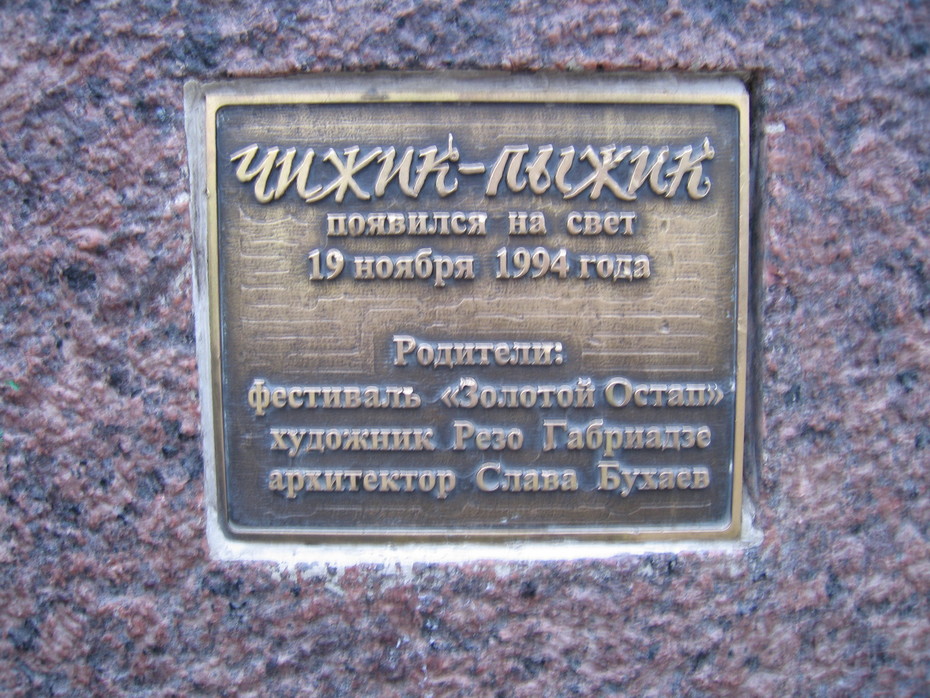 ЧИЖИК-ПЫЖИК
появился на свет
19 ноября 1994 года
Родители:
фестиваль «Золотой Остап»
художник Резо Габриадзе
архитектор Слава Бухаев